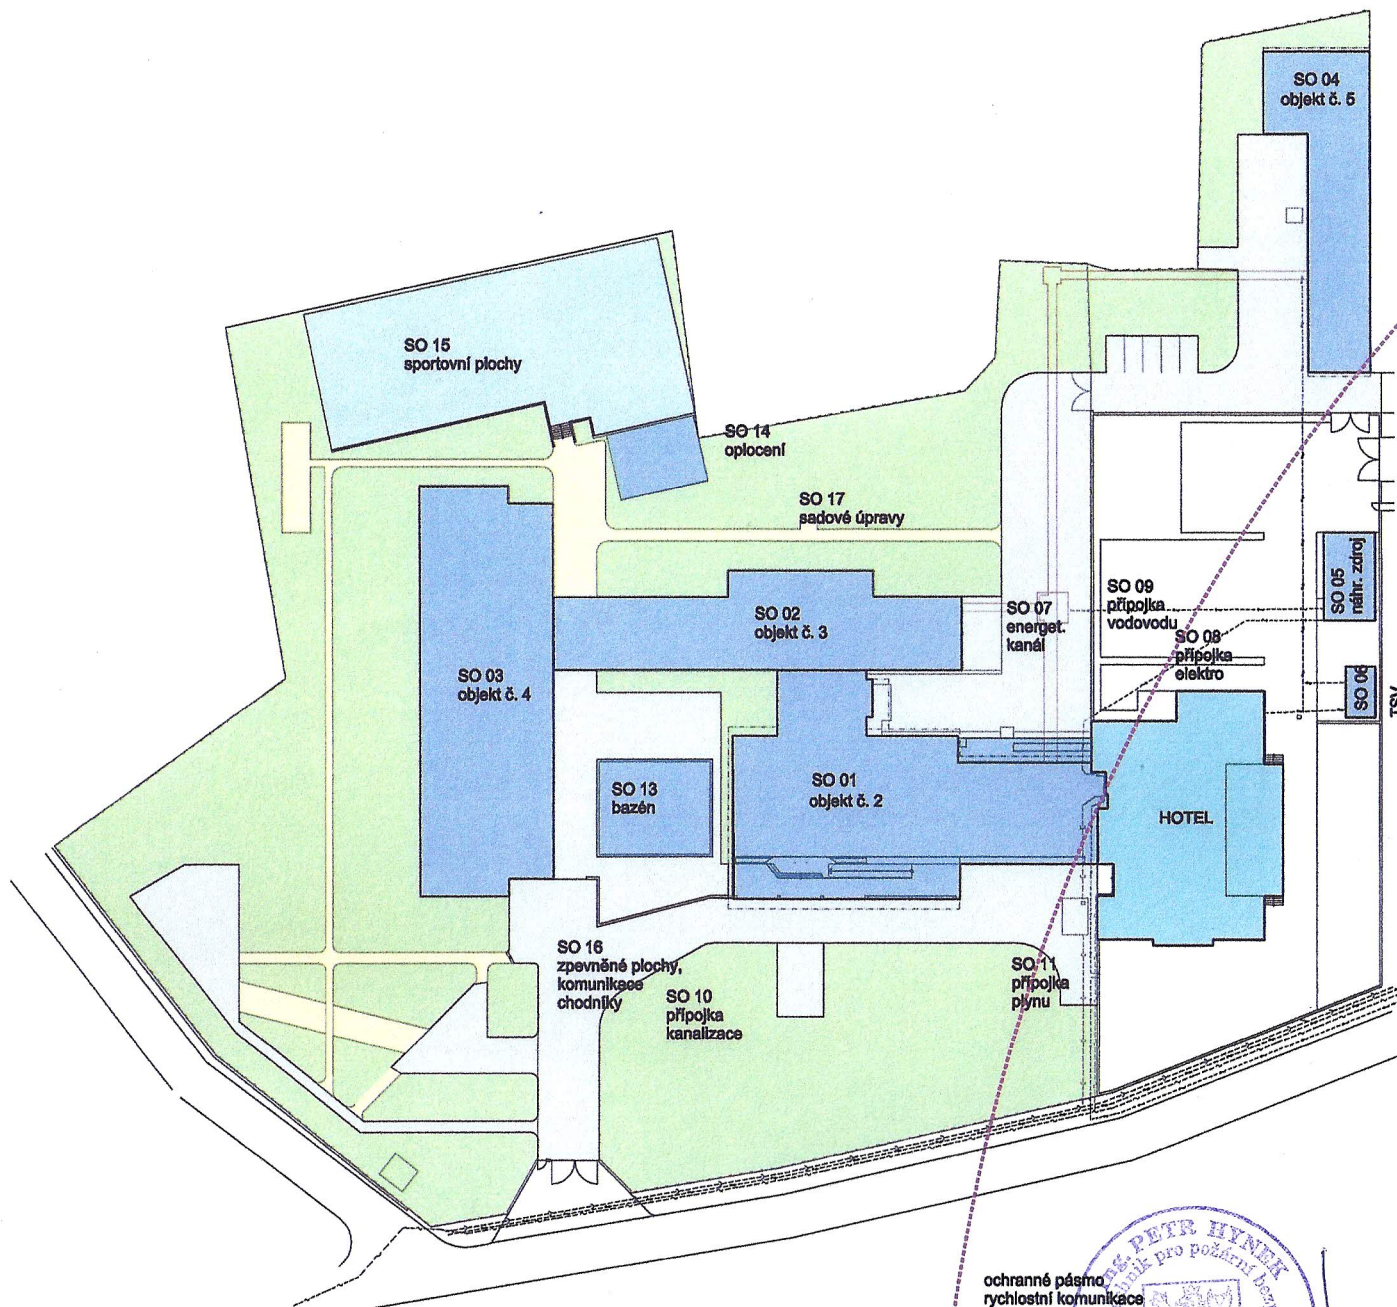 SO 04
objekt č. 5
SO 15
sportovní plochy
SO 14
oplocení
SO 17
sadové úpravy
SO 05
náhr. zdroj
SO 09
přípojka
vodovodu
SO 07
energet.
kanál
SO 02
objekt č. 3
SO 08
přípojka
elektro
SO 03
objekt č. 4
SO 06
SO 13
bazén
SO 01
objekt č. 2
HOTEL
SO 16
zpevněné plochy,
komunikace
chodníky
SO 10
přípojka
kanalizace
SO 11
přípojka
plynu
ochranné pásmo
rychlostní komunikace
Ing. PETR HYNEK
pro požární